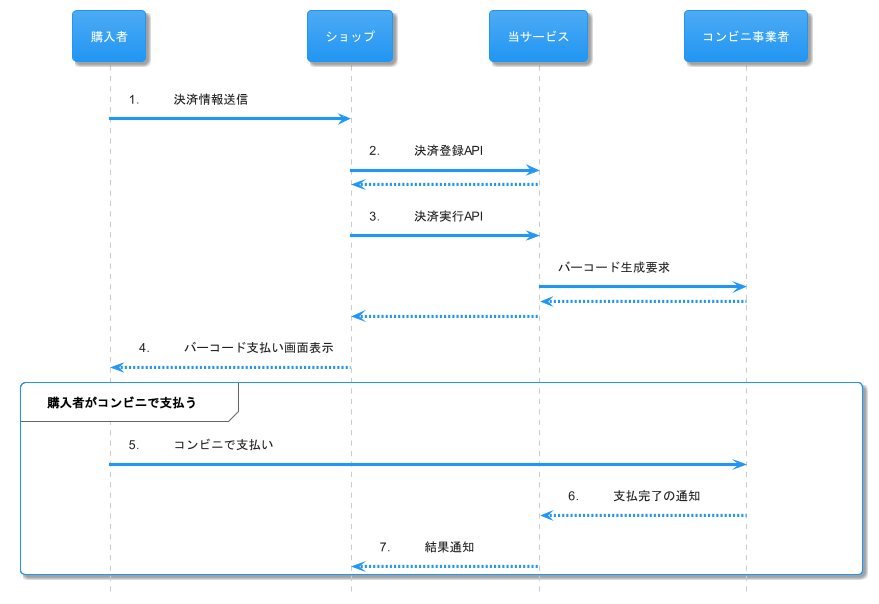 購入者
ショップ
当サービス
コンビニ事業者
1. 決済情報送信
2. 決済登録API
3. 決済実行API
バーコード生成要求
4. バーコード支払い画面表示
購入者がコンビニで支払う
5. コンビニで支払い
6. 支払完了の通知
7. 結果通知